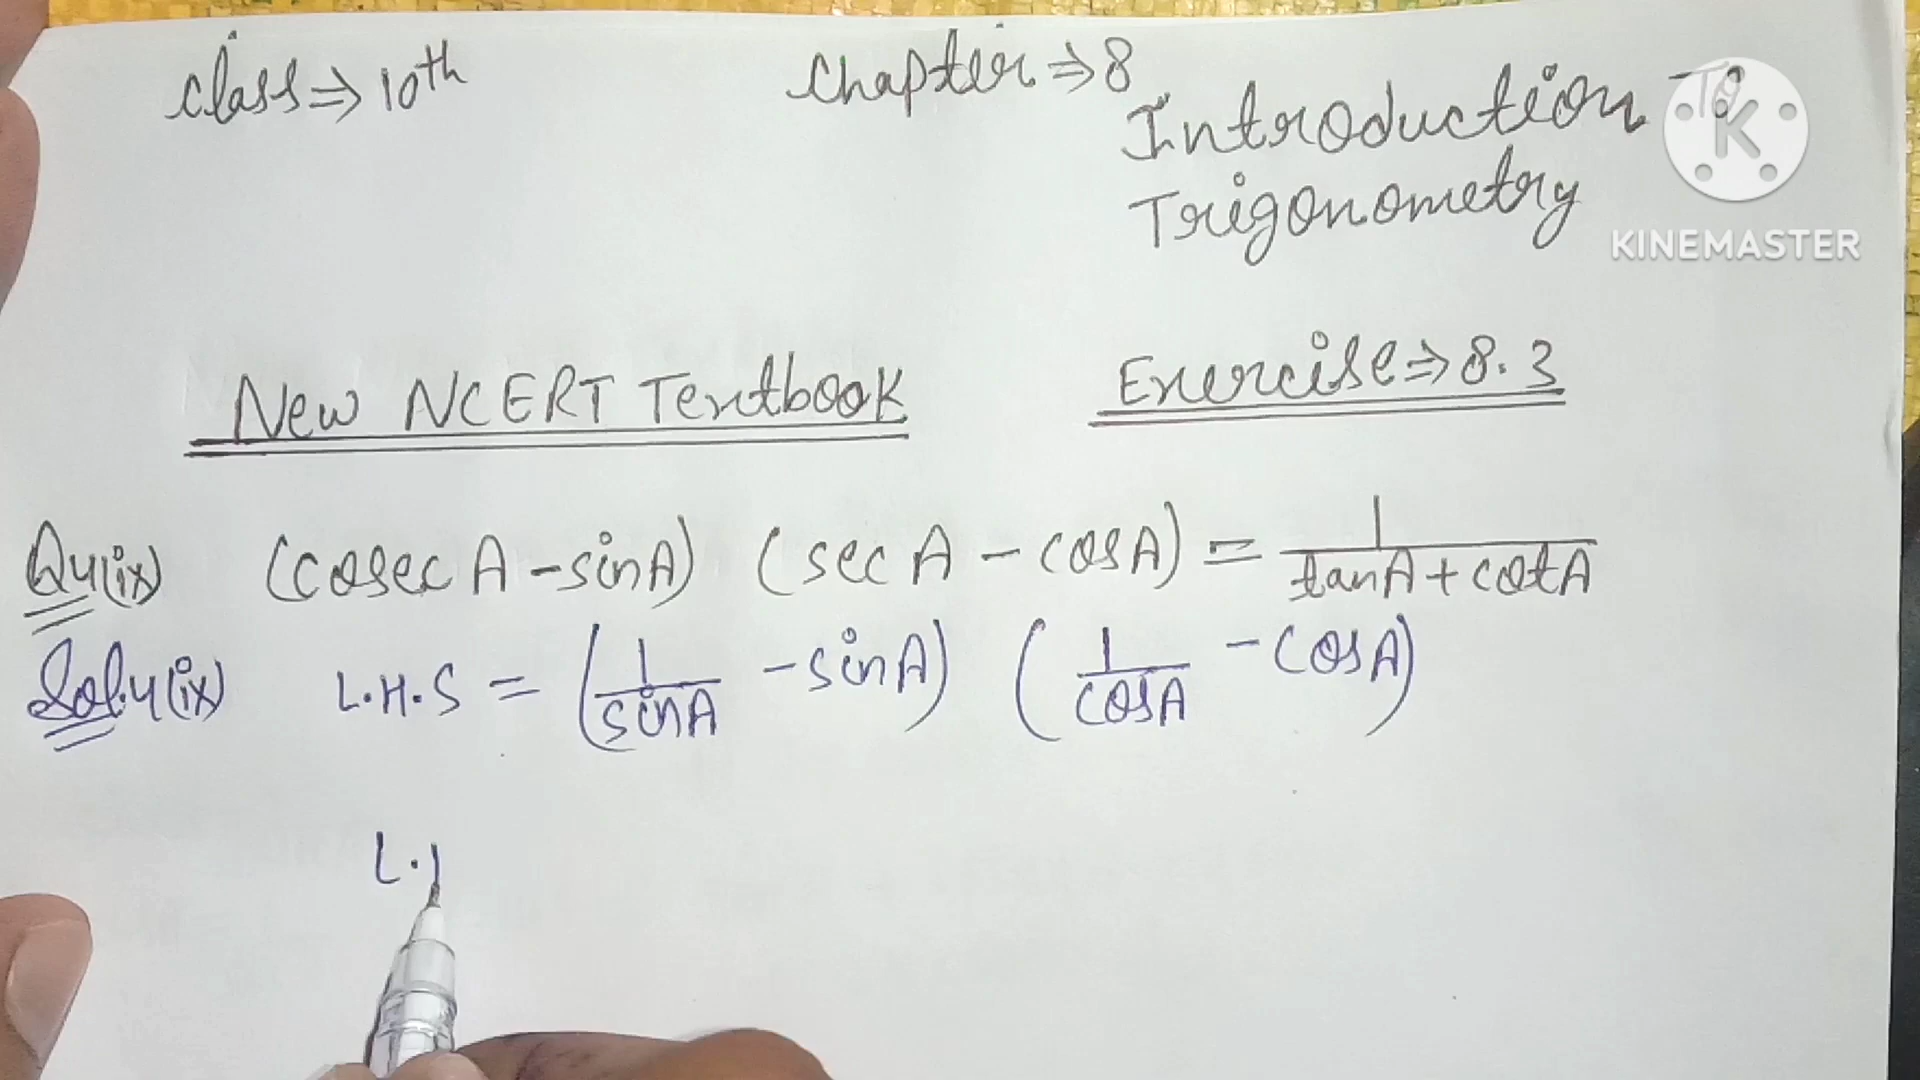 Class ⇒ 10th
Chapter ⇒ 8
Introduction To
Trigonometry
KINEMASTER
New NCERT Textbook
Exercise ⇒ 8.3
Q4(ix) (cosec A - sinA) (sec A - cosA) = 1/(tanA + cotA)
Sol.4(ix) L.H.S = (1/sinA - sinA) (1/cosA - cosA)
L.